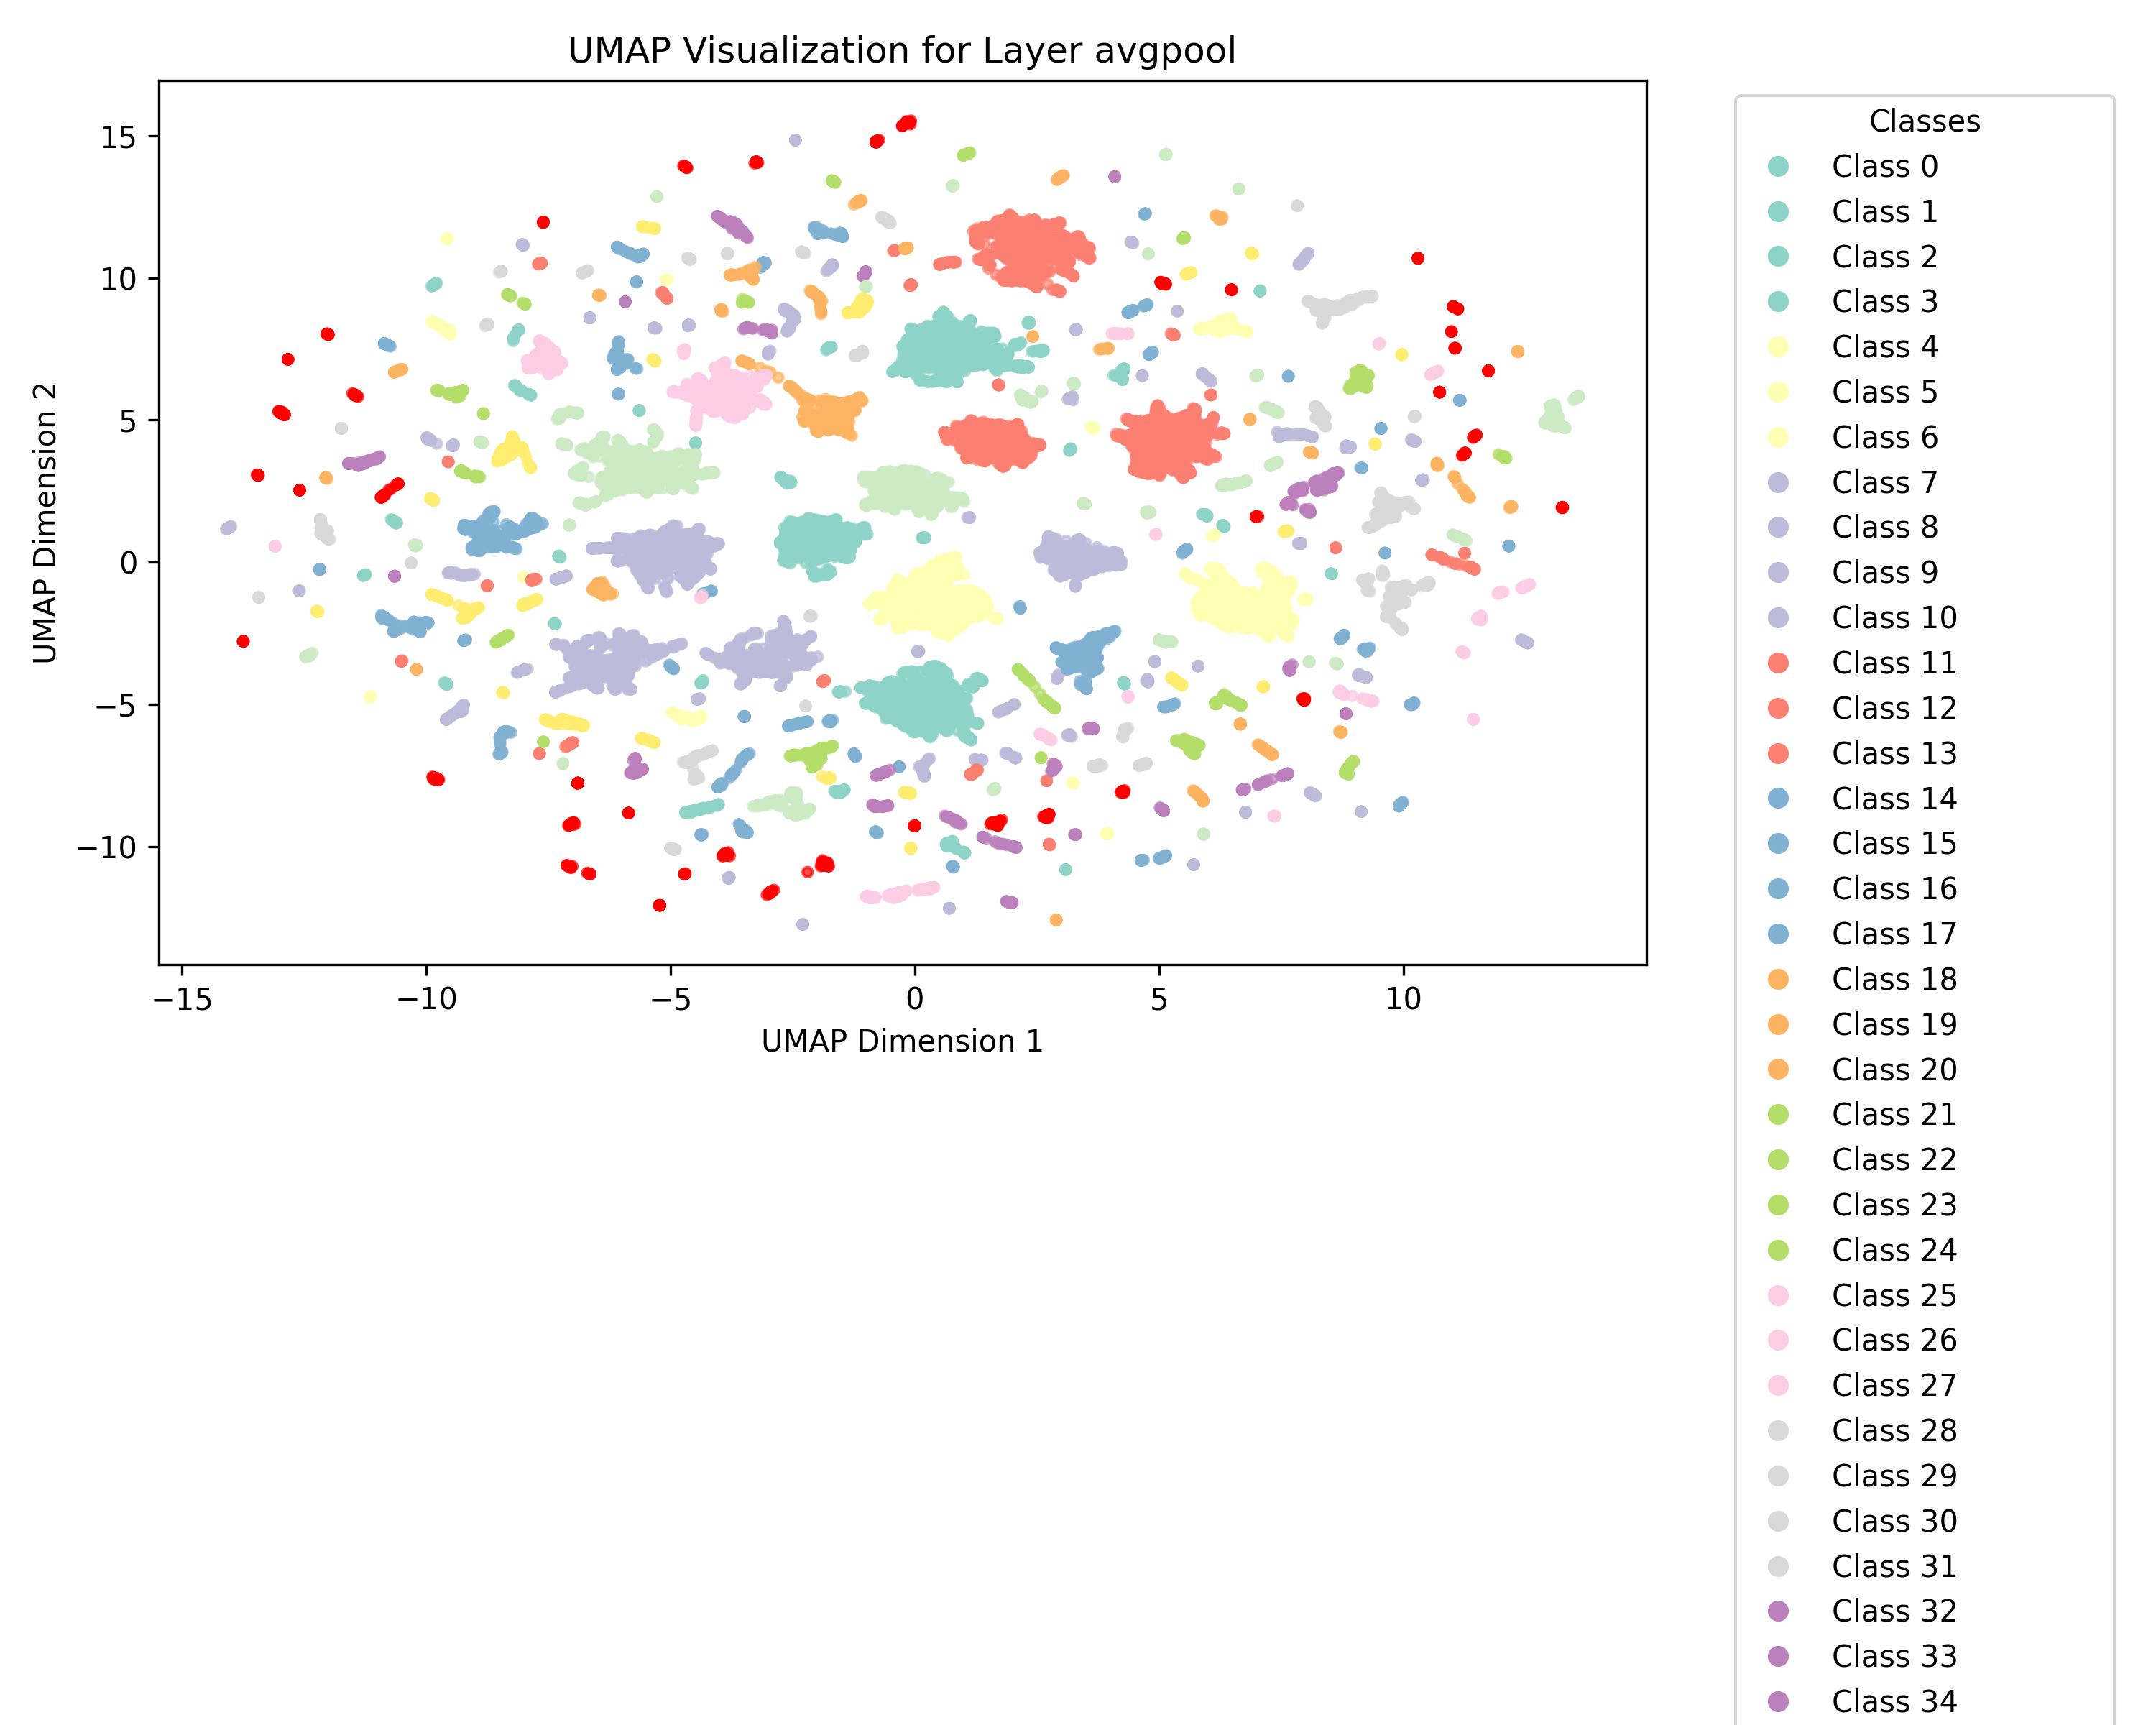 UMAP Visualization for Layer avgpool
UMAP Dimension 2
15
10
5
0
−5
−10
−15
−10
−5
0
5
10
UMAP Dimension 1
Classes
Class 0
Class 1
Class 2
Class 3
Class 4
Class 5
Class 6
Class 7
Class 8
Class 9
Class 10
Class 11
Class 12
Class 13
Class 14
Class 15
Class 16
Class 17
Class 18
Class 19
Class 20
Class 21
Class 22
Class 23
Class 24
Class 25
Class 26
Class 27
Class 28
Class 29
Class 30
Class 31
Class 32
Class 33
Class 34